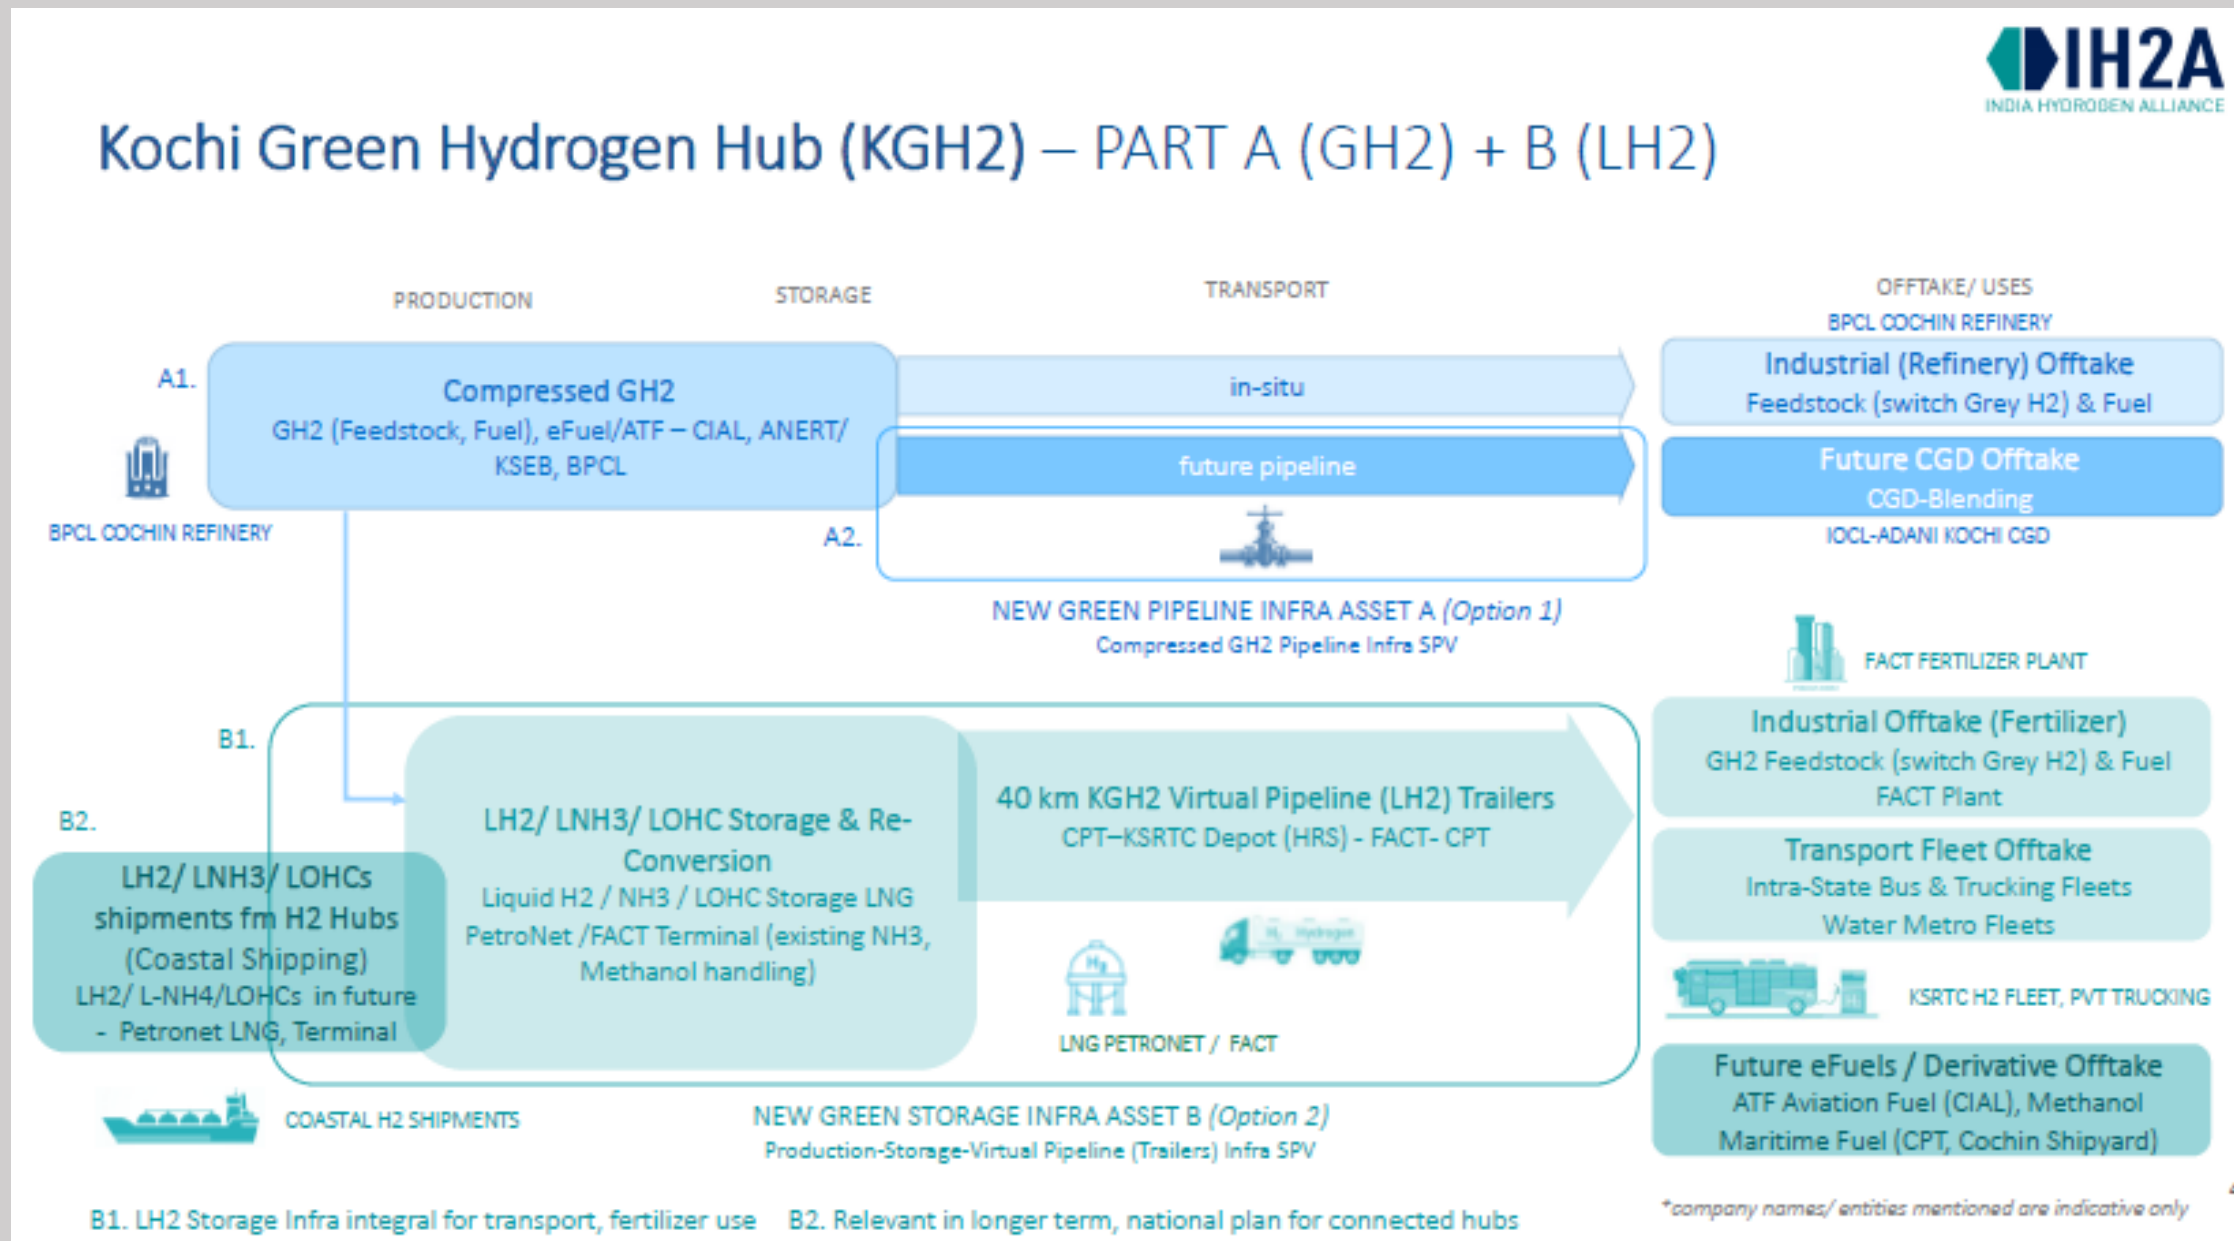 IH2A
INDIA HYDROGEN ALLIANCE
Kochi Green Hydrogen Hub (KGH2) – PART A (GH2) + B (LH2)
PRODUCTION
STORAGE
TRANSPORT
OFFTAKE/ USES
BPCL COCHIN REFINERY
A1.
Compressed GH2
GH2 (Feedstock, Fuel), eFuel/ATF – CIAL, ANERT/
KSEB, BPCL
in-situ
Industrial (Refinery) Offtake
Feedstock (switch Grey H2) & Fuel
future pipeline
Future CGD Offtake
CGD-Blending
IOCL-ADANI KOCHI CGD
BPCL COCHIN REFINERY
A2.
NEW GREEN PIPELINE INFRA ASSET A (Option 1)
Compressed GH2 Pipeline Infra SPV
FACT FERTILIZER PLANT
B1.
Industrial Offtake (Fertilizer)
GH2 Feedstock (switch Grey H2) & Fuel
FACT Plant
B2.
LH2/ LNH3/ LOHC Storage & Re-
Conversion
Liquid H2 / NH3 / LOHC Storage LNG
PetroNet /FACT Terminal (existing NH3,
Methanol handling)
40 km KGH2 Virtual Pipeline (LH2) Trailers
CPT–KSRTC Depot (HRS) - FACT- CPT
Transport Fleet Offtake
Intra-State Bus & Trucking Fleets
Water Metro Fleets
LH2/ LNH3/ LOHCs
shipments fm H2 Hubs
(Coastal Shipping)
LH2/ L-NH4/LOHCs in future
- Petronet LNG, Terminal
H2 Hydrogen
H2
LNG PETRONET / FACT
KSRTC H2 FLEET, PVT TRUCKING
Future eFuels / Derivative Offtake
ATF Aviation Fuel (CIAL), Methanol
Maritime Fuel (CPT, Cochin Shipyard)
COASTAL H2 SHIPMENTS
NEW GREEN STORAGE INFRA ASSET B (Option 2)
Production-Storage-Virtual Pipeline (Trailers) Infra SPV
B1. LH2 Storage Infra integral for transport, fertilizer use B2. Relevant in longer term, national plan for connected hubs
*company names/ entities mentioned are indicative only